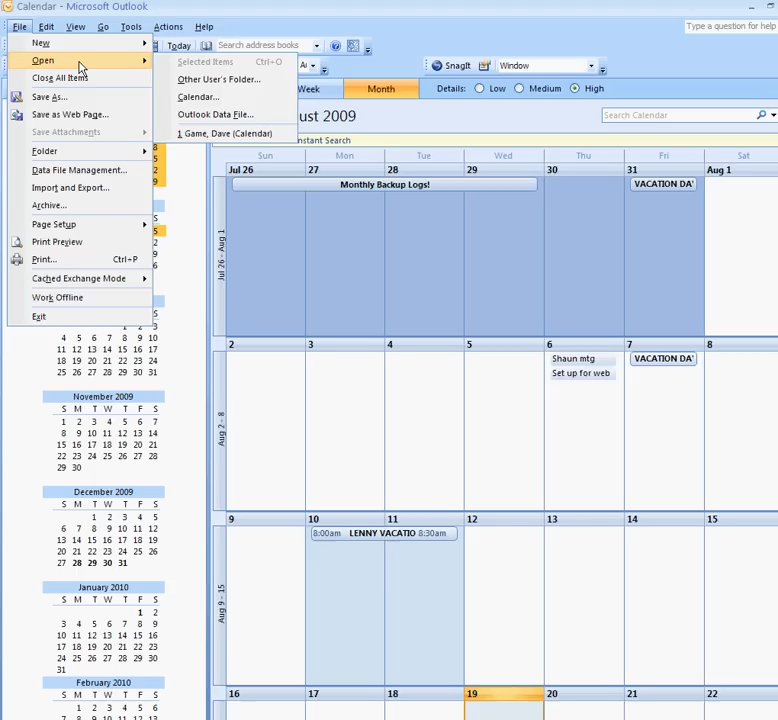 Calendar - Microsoft Outlook
File Edit View Go Tools Actions Help
Type a question for help
New
Open
Close All Items
Save As...
Save as Web Page...
Save Attachments
Folder
Data File Management...
Import and Export...
Archive...
Page Setup
Print Preview
Print... Ctrl+P
Cached Exchange Mode
Work Offline
Exit
Today Search address books
Selected Items Ctrl+O
Other User's Folder...
Calendar...
Outlook Data File...
1 Game, Dave (Calendar)
SnagIt Window
Week Month Details: Low Medium High
ust 2009 Search Calendar
nstant Search
Sun Mon Tue Wed Thu Fri Sat
Jul 26 27 28 29 30 31 Aug 1
Monthly Backup Logs! VACATION DA'
Jul 26 - Aug 1
2 3 4 5 6 7 8
Shaun mtg VACATION DA'
Set up for web
Aug 2 - 8
9 10 11 12 13 14 15
8:00am LENNY VACATIO 8:30am
Aug 9 - 15
16 17 18 19 20 21 22
1 2 3
4 5 6 7 8 9 10
11 12 13 14 15 16 17
18 19 20 21 22 23 24
25 26 27 28 29 30 31
November 2009
S M T W T F S
1 2 3 4 5 6 7
8 9 10 11 12 13 14
15 16 17 18 19 20 21
22 23 24 25 26 27 28
29 30
December 2009
S M T W T F S
1 2 3 4 5
6 7 8 9 10 11 12
13 14 15 16 17 18 19
20 21 22 23 24 25 26
27 28 29 30 31
January 2010
S M T W T F S
1 2
3 4 5 6 7 8 9
10 11 12 13 14 15 16
17 18 19 20 21 22 23
24 25 26 27 28 29 30
31
February 2010
S M T W T F S
1 2 3 4 5 6